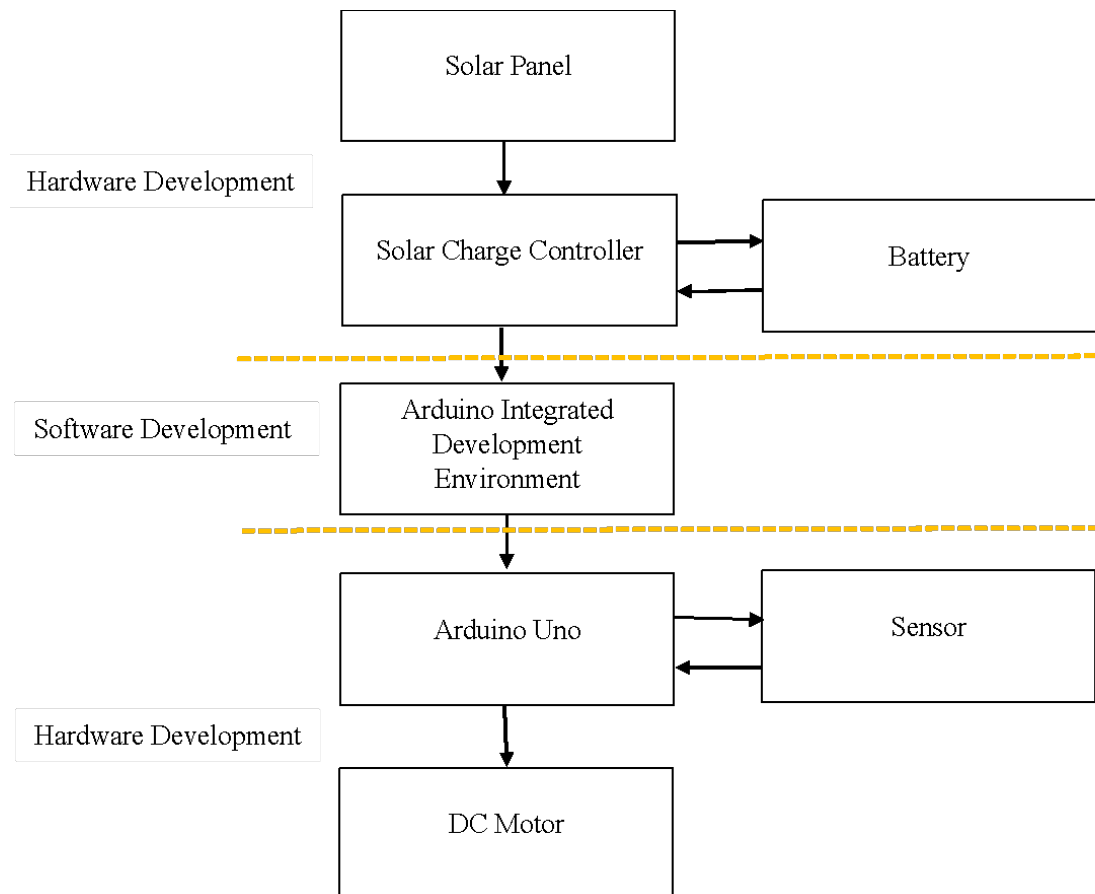 Solar Panel
Hardware Development
Solar Charge Controller
Battery
Arduino Integrated
Development
Environment
Software Development
Arduino Uno
Sensor
Hardware Development
DC Motor